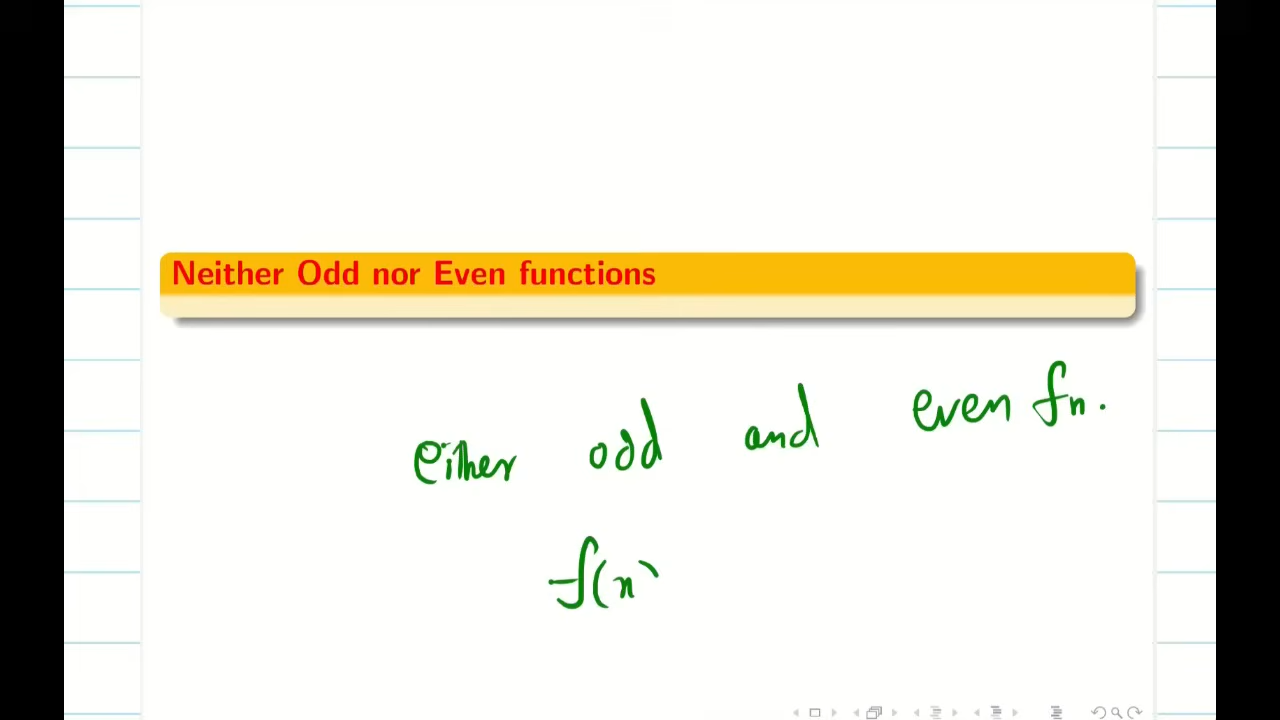 Neither Odd nor Even functions
either odd and even fn.
f(x)